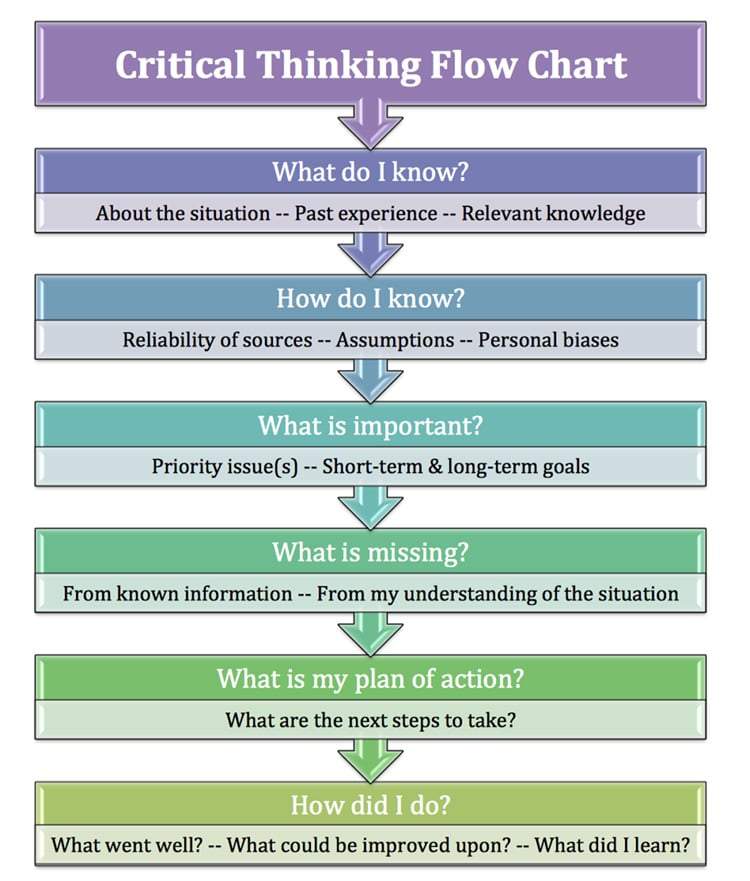 Critical Thinking Flow Chart
What do I know?
About the situation -- Past experience -- Relevant knowledge
How do I know?
Reliability of sources -- Assumptions -- Personal biases
What is important?
Priority issue(s) -- Short-term & long-term goals
What is missing?
From known information -- From my understanding of the situation
What is my plan of action?
What are the next steps to take?
How did I do?
What went well? -- What could be improved upon? -- What did I learn?